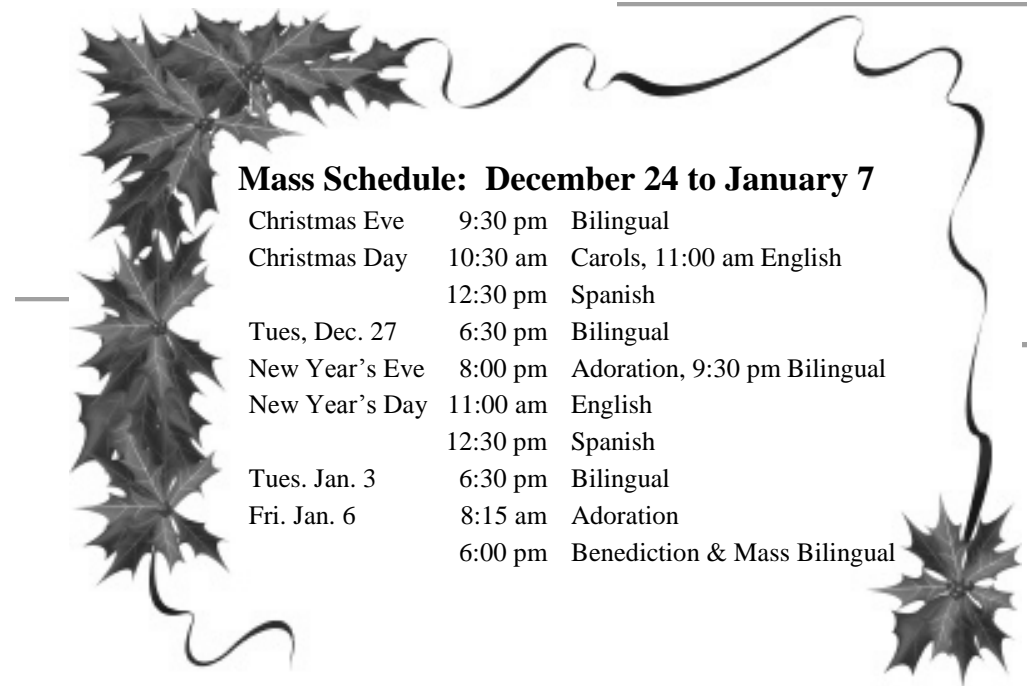 Mass Schedule: December 24 to January 7
Christmas Eve 9:30 pm Bilingual
Christmas Day 10:30 am Carols, 11:00 am English
12:30 pm Spanish
Tues, Dec. 27 6:30 pm Bilingual
New Year's Eve 8:00 pm Adoration, 9:30 pm Bilingual
New Year's Day 11:00 am English
12:30 pm Spanish
Tues. Jan. 3 6:30 pm Bilingual
Fri. Jan. 6 8:15 am Adoration
6:00 pm Benediction & Mass Bilingual